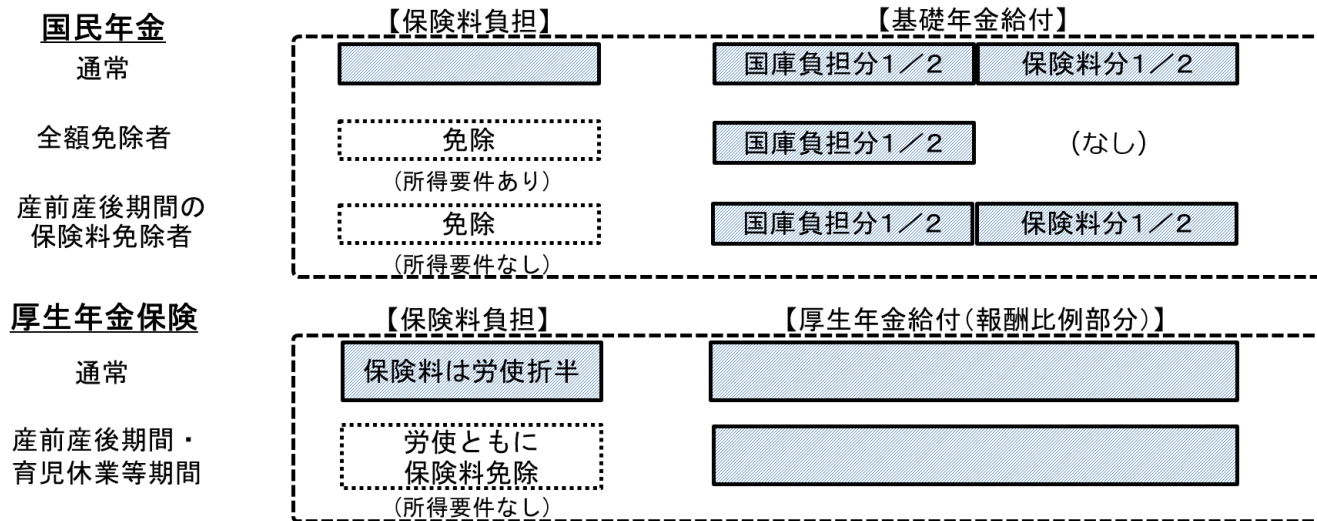 国民年金
【保険料負担】
【基礎年金給付】
通常
国庫負担分1／2
保険料分1／2
全額免除者
免除
国庫負担分1／2
（なし）
（所得要件あり）
産前産後期間の
保険料免除者
免除
国庫負担分1／2
保険料分1／2
（所得要件なし）
厚生年金保険
【保険料負担】
【厚生年金給付（報酬比例部分）】
通常
保険料は労使折半
産前産後期間・
育児休業等期間
労使ともに
保険料免除
（所得要件なし）